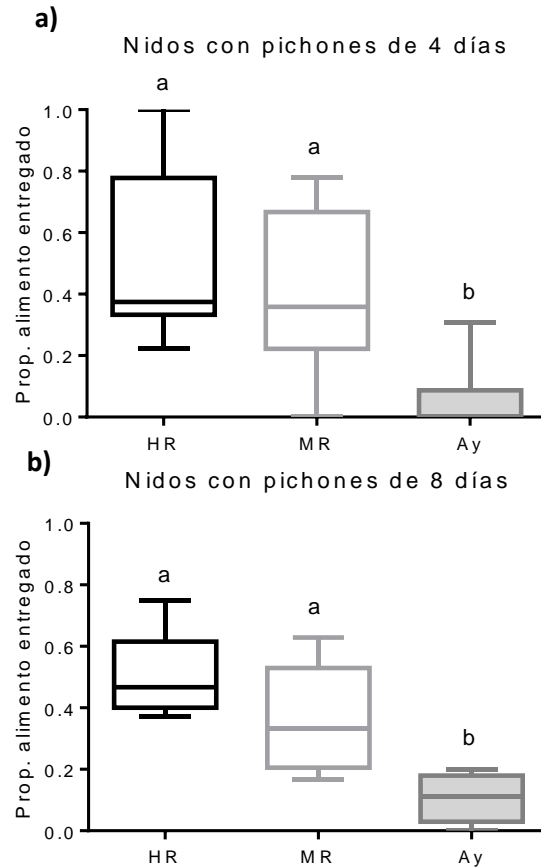 a)
Nidos con pichones de 4 días
Prop. alimento entregado
1.0
0.8
0.6
0.4
0.2
0.0
a
a
b
HR MR Ay
b)
Nidos con pichones de 8 días
Prop. alimento entregado
1.0
0.8
0.6
0.4
0.2
0.0
a
a
b
HR MR Ay